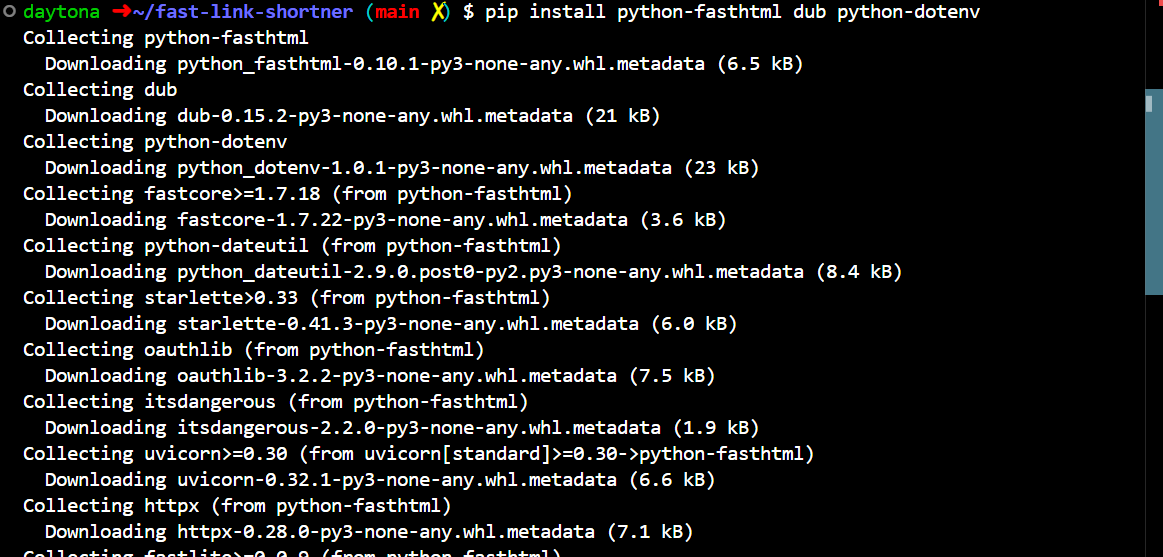 daytona ➜ ~/fast-link-shortner (main ✗) $ pip install python-fasthtml dub python-dotenv
Collecting python-fasthtml
  Downloading python_fasthtml-0.10.1-py3-none-any.whl.metadata (6.5 kB)
Collecting dub
  Downloading dub-0.15.2-py3-none-any.whl.metadata (21 kB)
Collecting python-dotenv
  Downloading python_dotenv-1.0.1-py3-none-any.whl.metadata (23 kB)
Collecting fastcore>=1.7.18 (from python-fasthtml)
  Downloading fastcore-1.7.22-py3-none-any.whl.metadata (3.6 kB)
Collecting python-dateutil (from python-fasthtml)
  Downloading python_dateutil-2.9.0.post0-py2.py3-none-any.whl.metadata (8.4 kB)
Collecting starlette>0.33 (from python-fasthtml)
  Downloading starlette-0.41.3-py3-none-any.whl.metadata (6.0 kB)
Collecting oauthlib (from python-fasthtml)
  Downloading oauthlib-3.2.2-py3-none-any.whl.metadata (7.5 kB)
Collecting itsdangerous (from python-fasthtml)
  Downloading itsdangerous-2.2.0-py3-none-any.whl.metadata (1.9 kB)
Collecting uvicorn>=0.30 (from uvicorn[standard]>=0.30->python-fasthtml)
  Downloading uvicorn-0.32.1-py3-none-any.whl.metadata (6.6 kB)
Collecting httpx (from python-fasthtml)
  Downloading httpx-0.28.0-py3-none-any.whl.metadata (7.1 kB)
Collecting fastlite>=0.0.9 (from python-fasthtml)